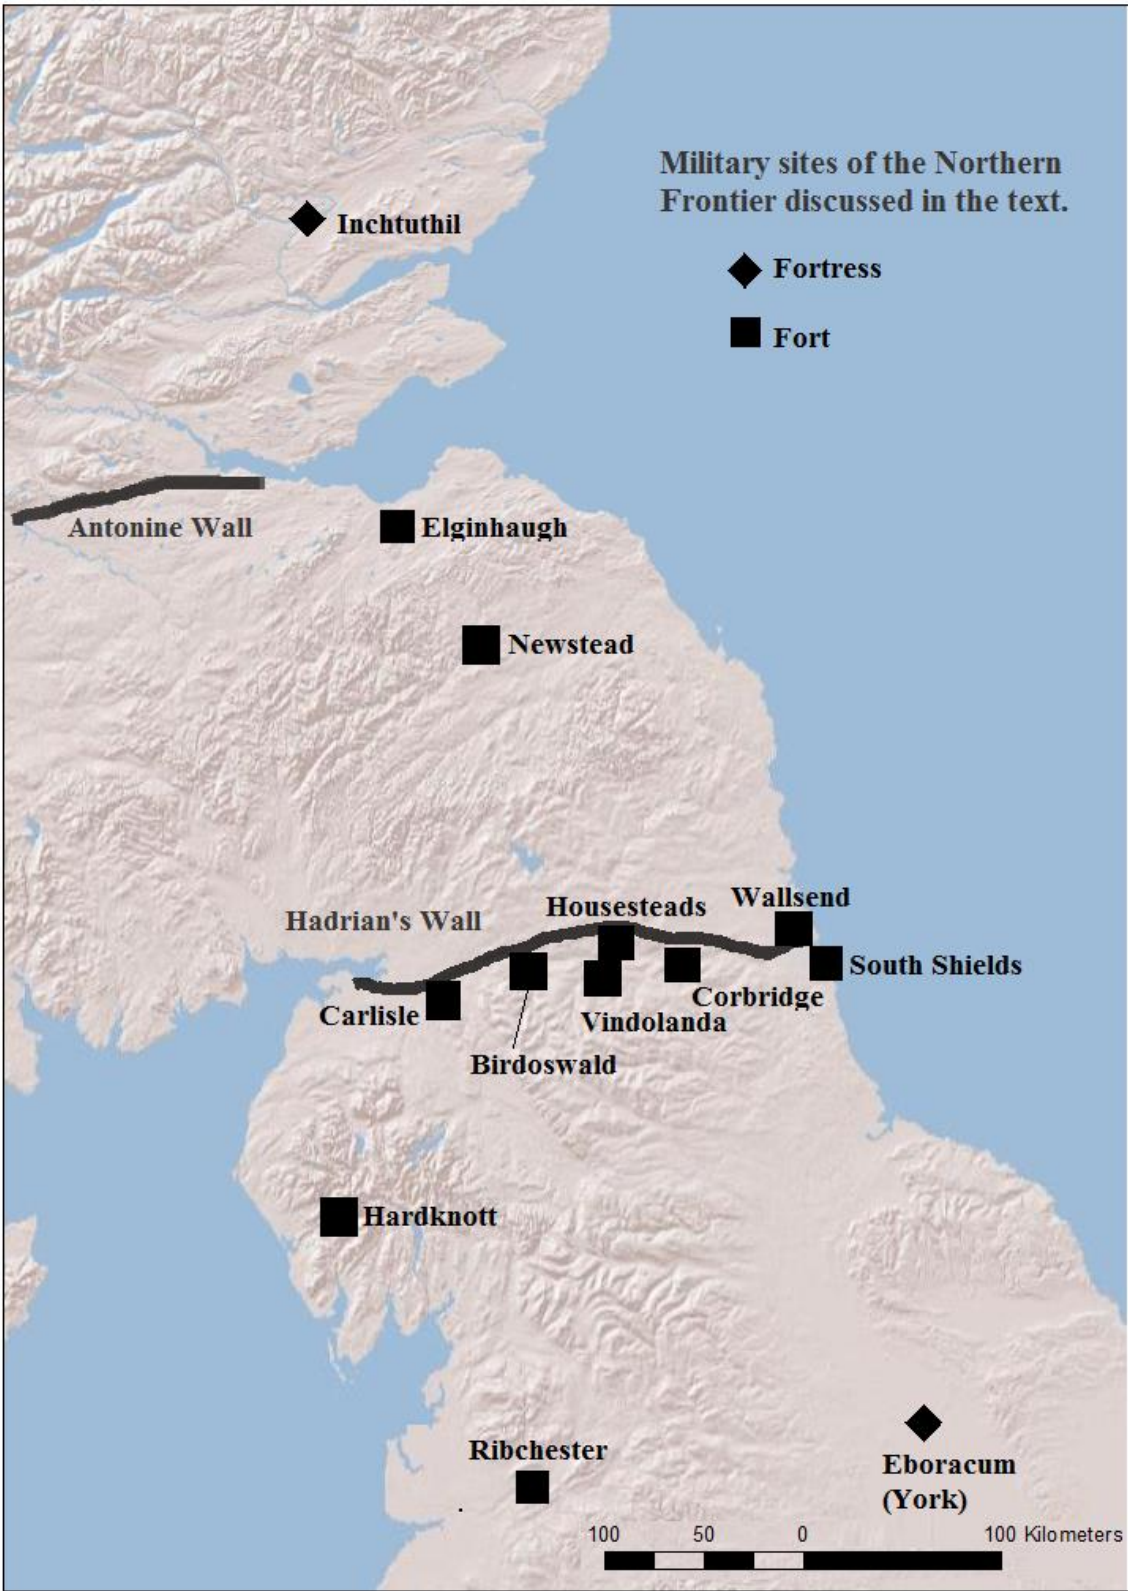 Military sites of the Northern
Frontier discussed in the text.
Inchtuthil
Fortress
Fort
Antonine Wall
Elginhaugh
Newstead
Hadrian's Wall
Housesteads
Wallsend
South Shields
Carlisle
Corbridge
Vindolanda
Birdoswald
Hardknott
Ribchester
Eboracum
(York)
100 50 0 100 Kilometers